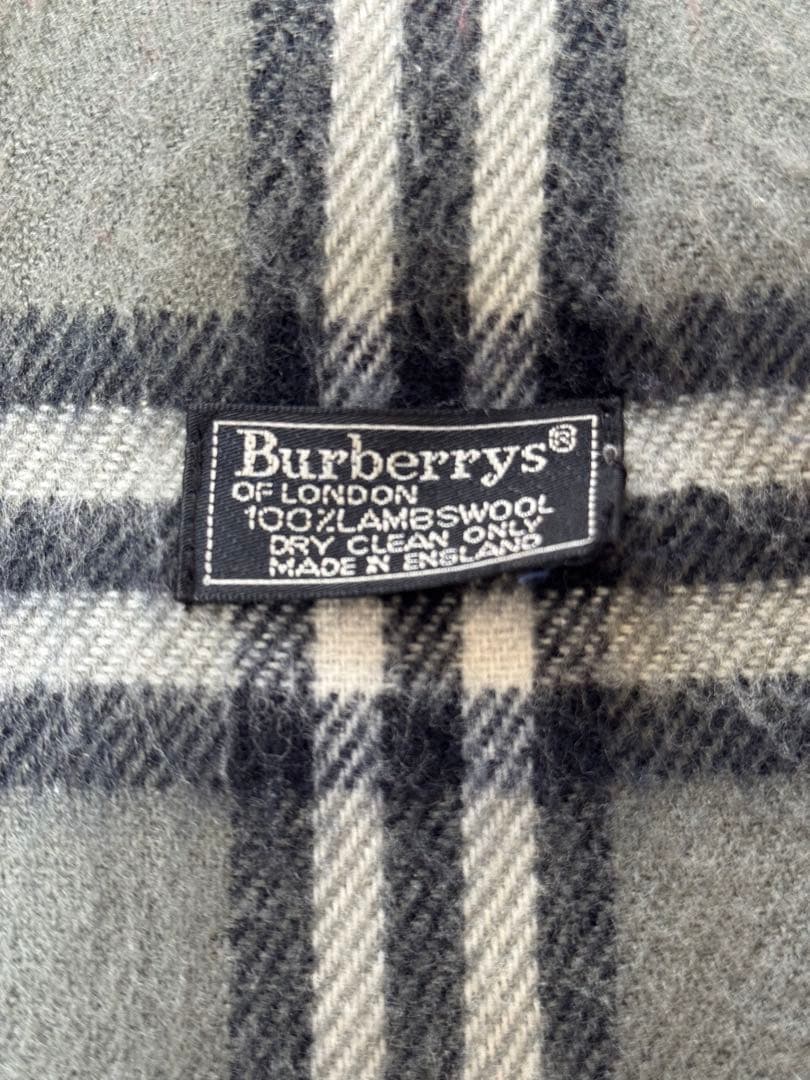 Burberrys®
OF LONDON
100%LAMBSWOOL
DRY CLEAN ONLY
MADE IN ENGLAND